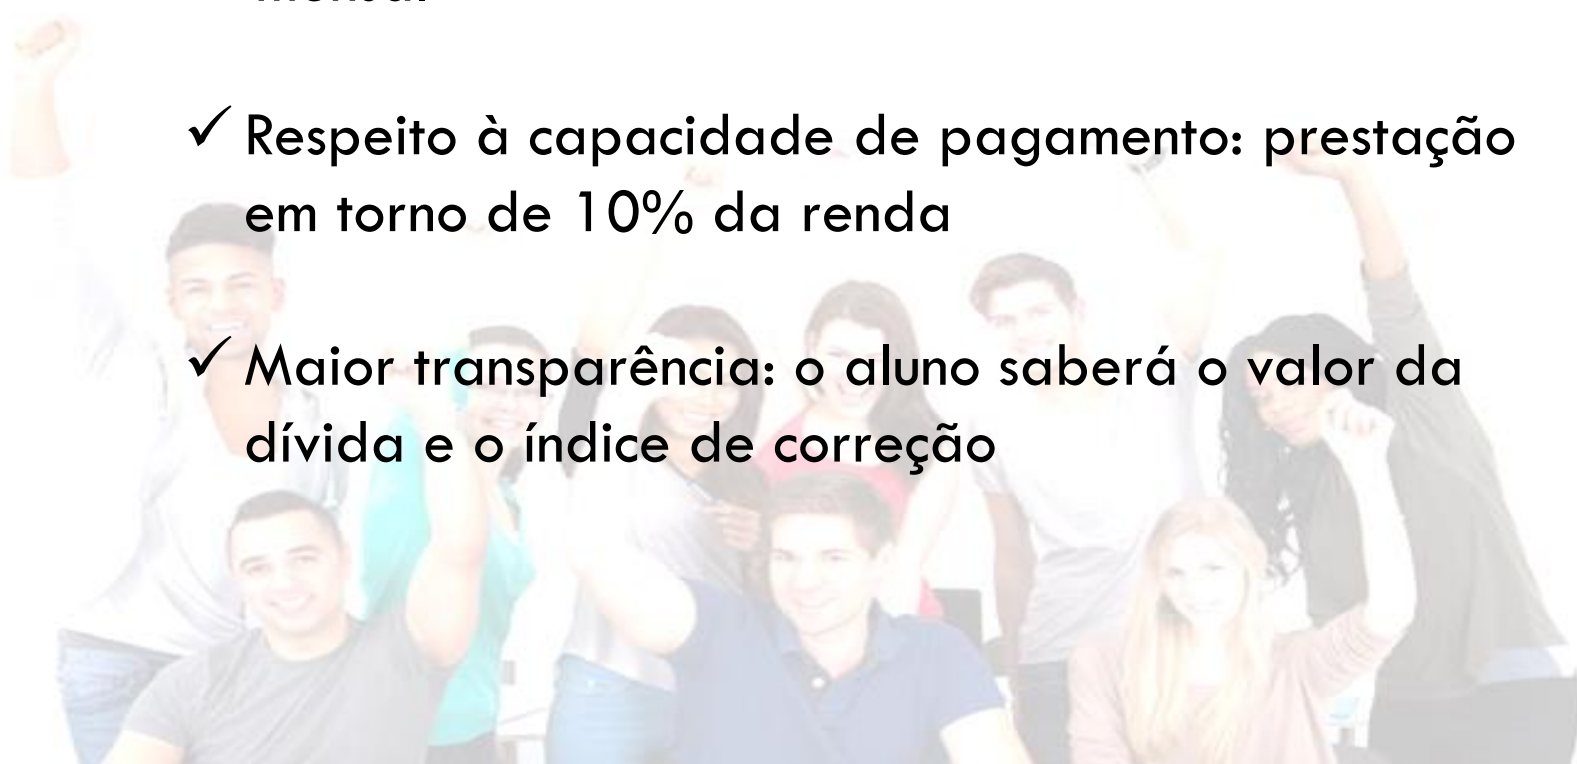 ✓ Respeito à capacidade de pagamento: prestação
em torno de 10% da renda
✓ Maior transparência: o aluno saberá o valor da
dívida e o índice de correção